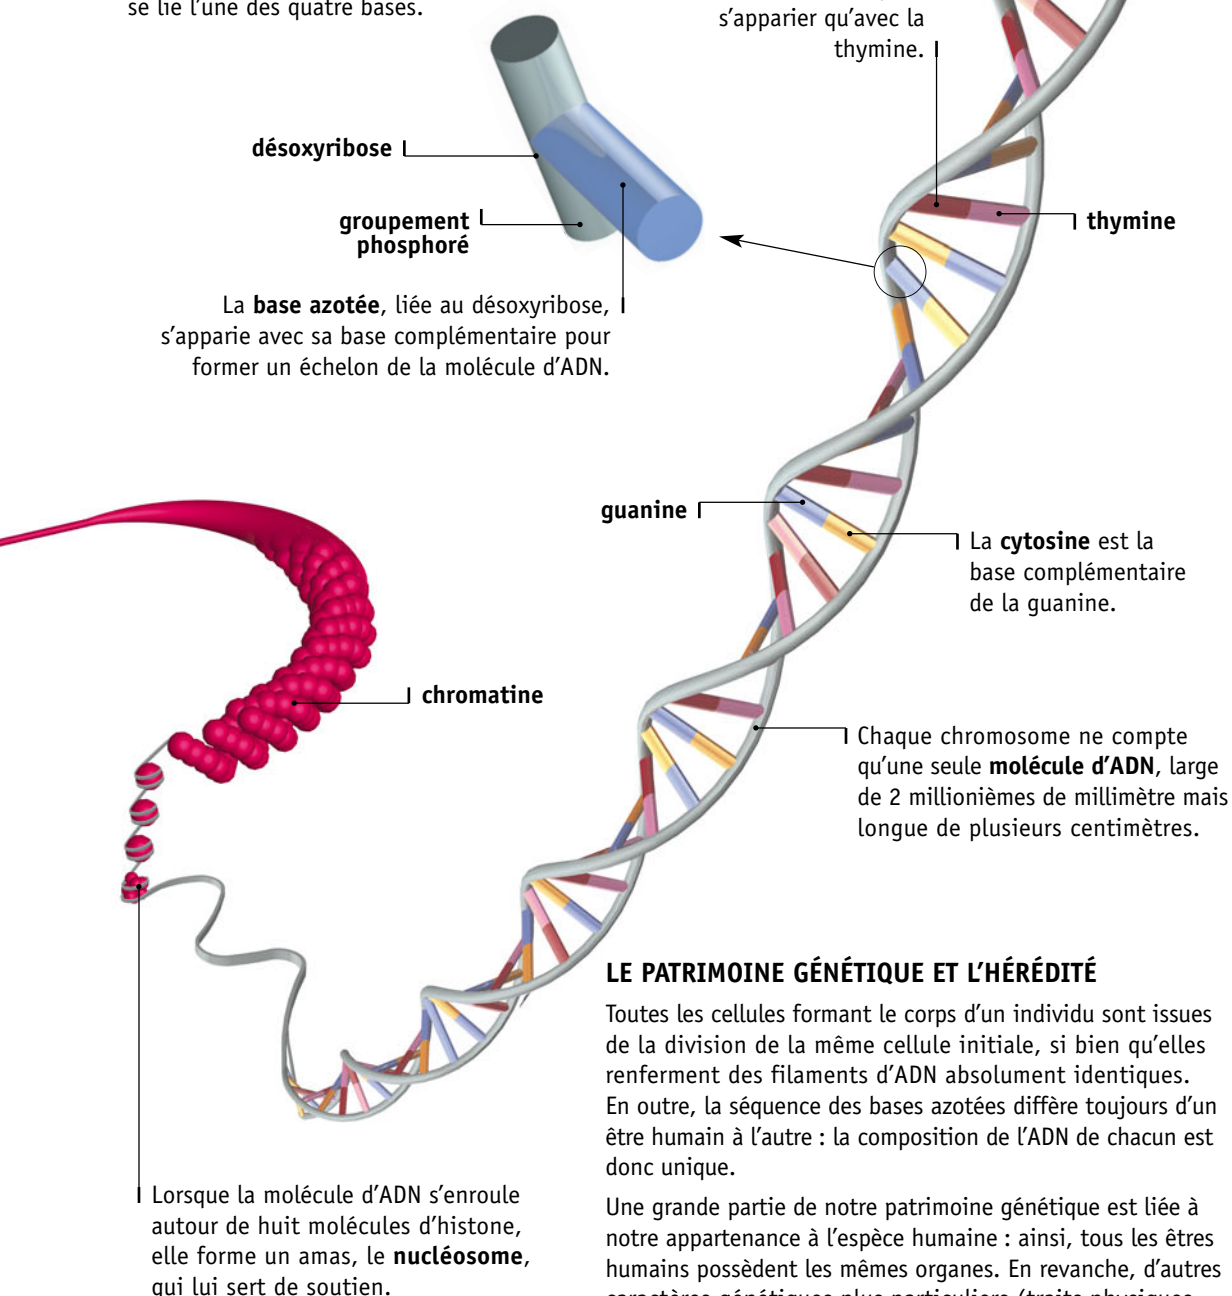 se lie l'une des quatre bases.
s'apparier qu'avec la
thymine.
désoxyribose
groupement
phosphoré
thymine
La base azotée, liée au désoxyribose,
s'apparie avec sa base complémentaire pour
former un échelon de la molécule d'ADN.
guanine
La cytosine est la
base complémentaire
de la guanine.
chromatine
Chaque chromosome ne compte
qu'une seule molécule d'ADN, large
de 2 millionièmes de millimètre mais
longue de plusieurs centimètres.
Lorsque la molécule d'ADN s'enroule
autour de huit molécules d'histone,
elle forme un amas, le nucléosome,
qui lui sert de soutien.
LE PATRIMOINE GÉNÉTIQUE ET L'HÉRÉDITÉ
Toutes les cellules formant le corps d'un individu sont issues
de la division de la même cellule initiale, si bien qu'elles
renferment des filaments d'ADN absolument identiques.
En outre, la séquence des bases azotées diffère toujours d'un
être humain à l'autre : la composition de l'ADN de chacun est
donc unique.
Une grande partie de notre patrimoine génétique est liée à
notre appartenance à l'espèce humaine : ainsi, tous les êtres
humains possèdent les mêmes organes. En revanche, d'autres
caractères génétiques plus particuliers (traits physiques,